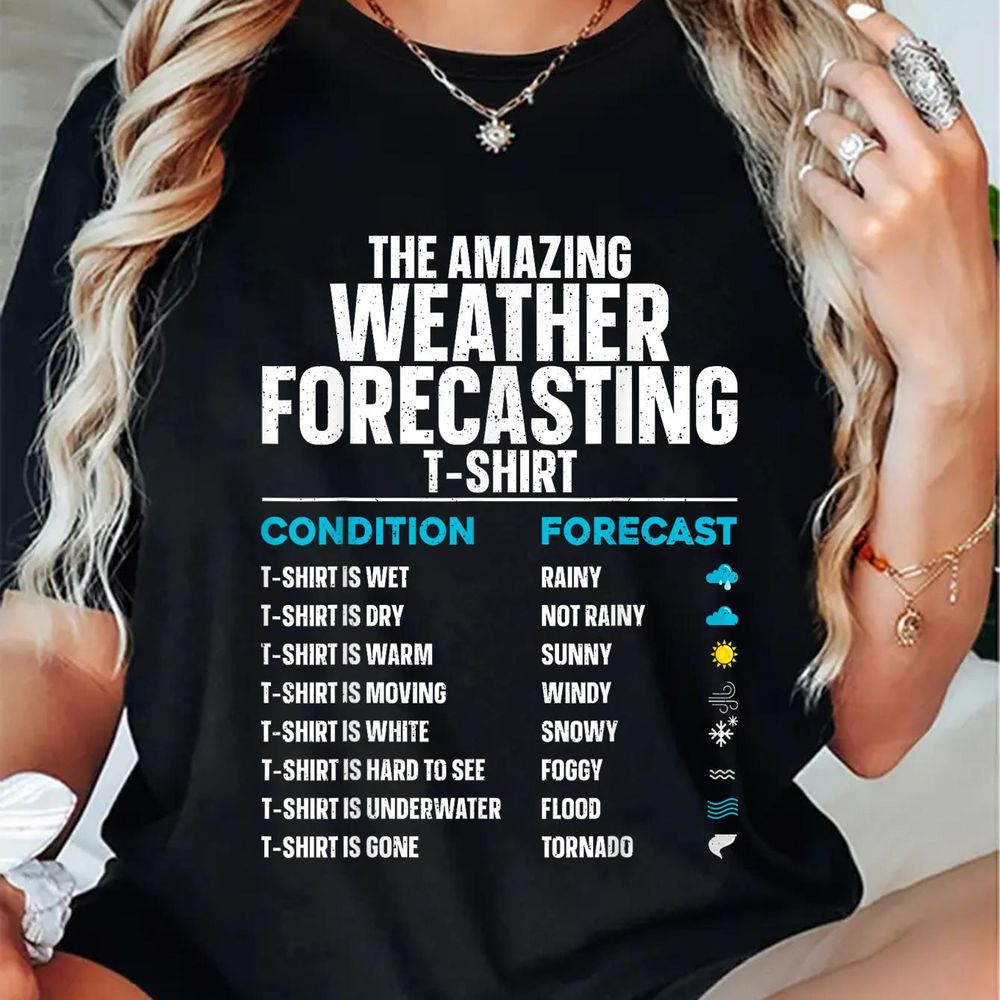 THE AMAZING
WEATHER
FORECASTING
T-SHIRT
CONDITION FORECAST
T-SHIRT IS WET RAINY
T-SHIRT IS DRY NOT RAINY
T-SHIRT IS WARM SUNNY
T-SHIRT IS MOVING WINDY
T-SHIRT IS WHITE SNOWY
T-SHIRT IS HARD TO SEE FOGGY
T-SHIRT IS UNDERWATER FLOOD
T-SHIRT IS GONE TORNADO